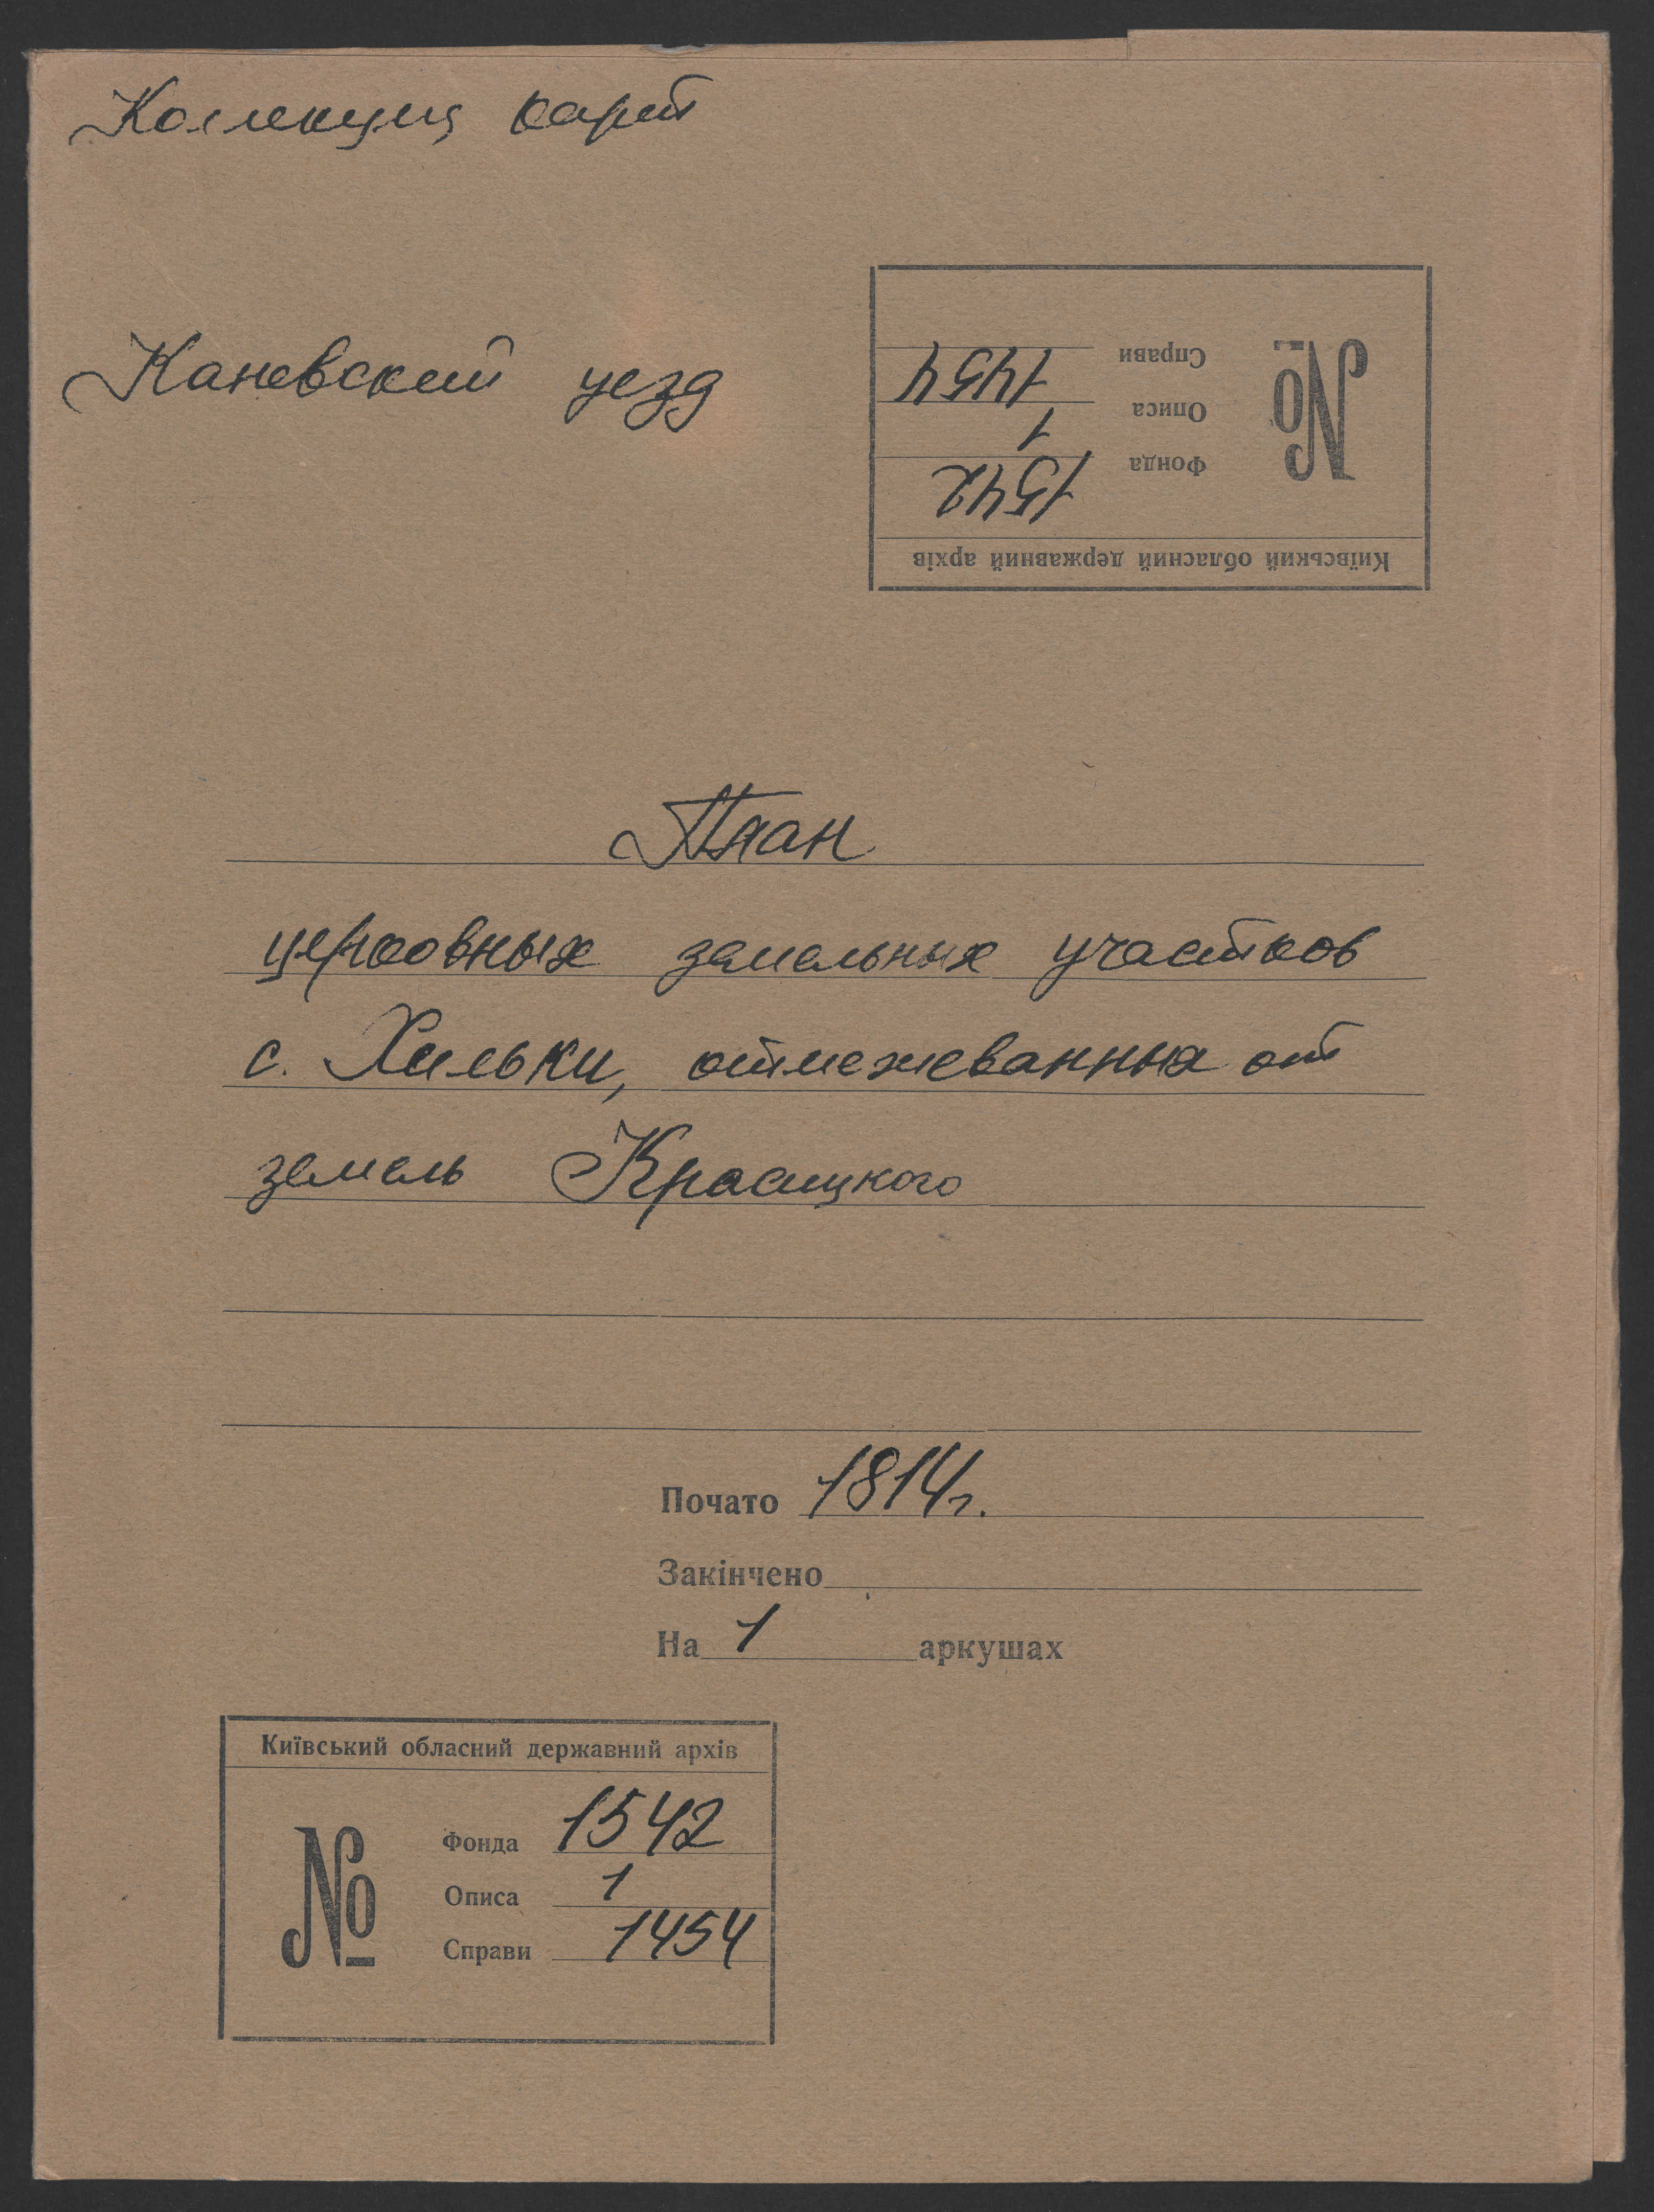 Коллекция карт
Каневский уезд
Київський обласний державний архів
№
Фонда 1542
Описа 1
Справи 1454
План
церковных земельных участков
с. Хильки, отмежеванных от
земель Красицкого
Почато 1814г.
Закінчено
На 1 аркушах
Київський обласний державний архів
№
Фонда 1542
Описа 1
Справи 1454